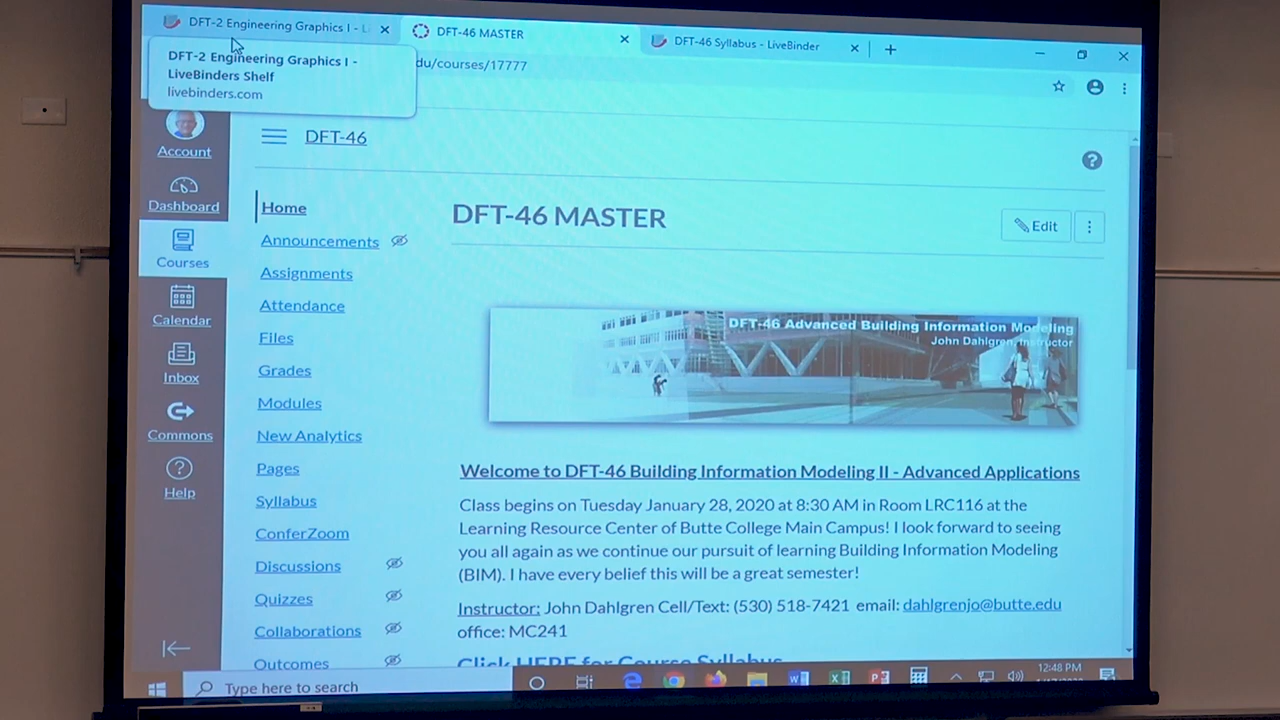 DFT-2 Engineering Graphics I - L
DFT-46 MASTER
DFT-46 Syllabus - LiveBinder
DFT-2 Engineering Graphics I -
LiveBinders Shelf
livebinders.com
du/courses/17777
Account
Dashboard
Courses
Calendar
Inbox
Commons
Help
DFT-46
Home
Announcements
Assignments
Attendance
Files
Grades
Modules
New Analytics
Pages
Syllabus
ConferZoom
Discussions
Quizzes
Collaborations
Outcomes
DFT-46 MASTER
Edit
DFT-46 Advanced Building Information Modeling
John Dahlgren, Instructor
Welcome to DFT-46 Building Information Modeling II - Advanced Applications
Class begins on Tuesday January 28, 2020 at 8:30 AM in Room LRC116 at the
Learning Resource Center of Butte College Main Campus! I look forward to seeing
you all again as we continue our pursuit of learning Building Information Modeling
(BIM). I have every belief this will be a great semester!
Instructor: John Dahlgren Cell/Text: (530) 518-7421 email: dahlgrenjo@butte.edu
office: MC241
Click HERE for Course Syllabus
Type here to search
12:48 PM